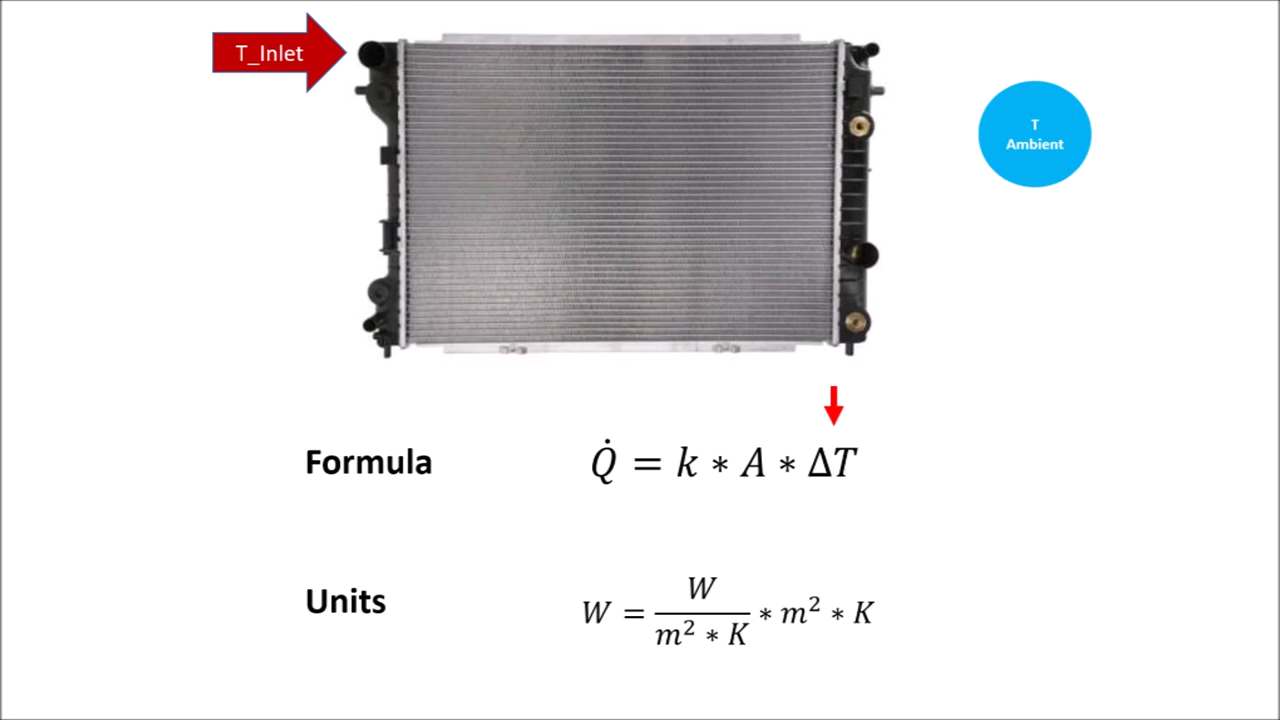 T_Inlet
T
Ambient
Formula
Q̇ = k ∗ A ∗ ΔT
Units
W = W / (m² ∗ K) ∗ m² ∗ K